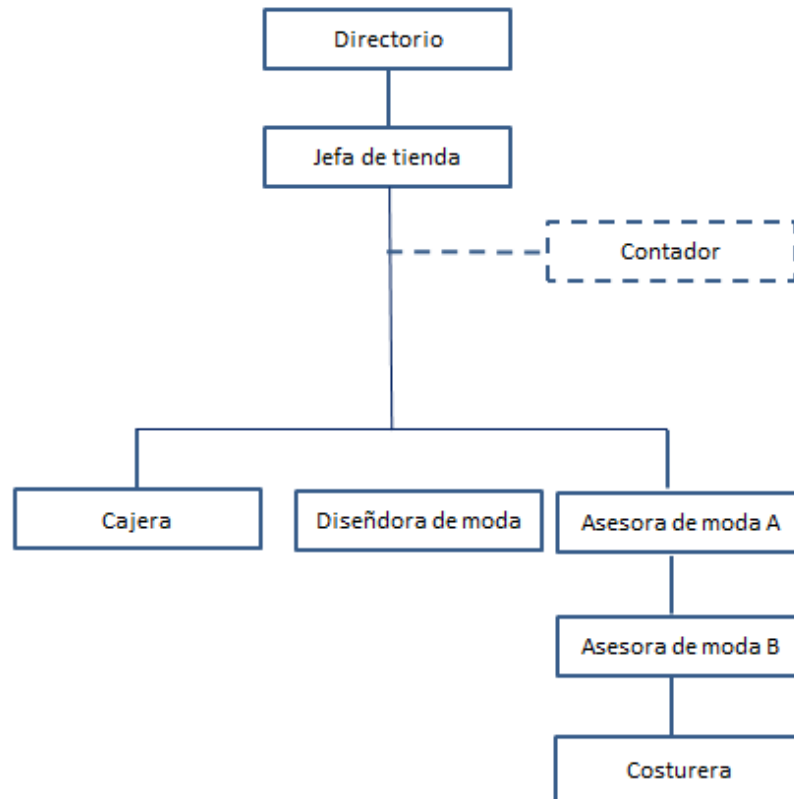 Directorio
Jefa de tienda
Contador
Cajera
Diseñdora de moda
Asesora de moda A
Asesora de moda B
Costurera